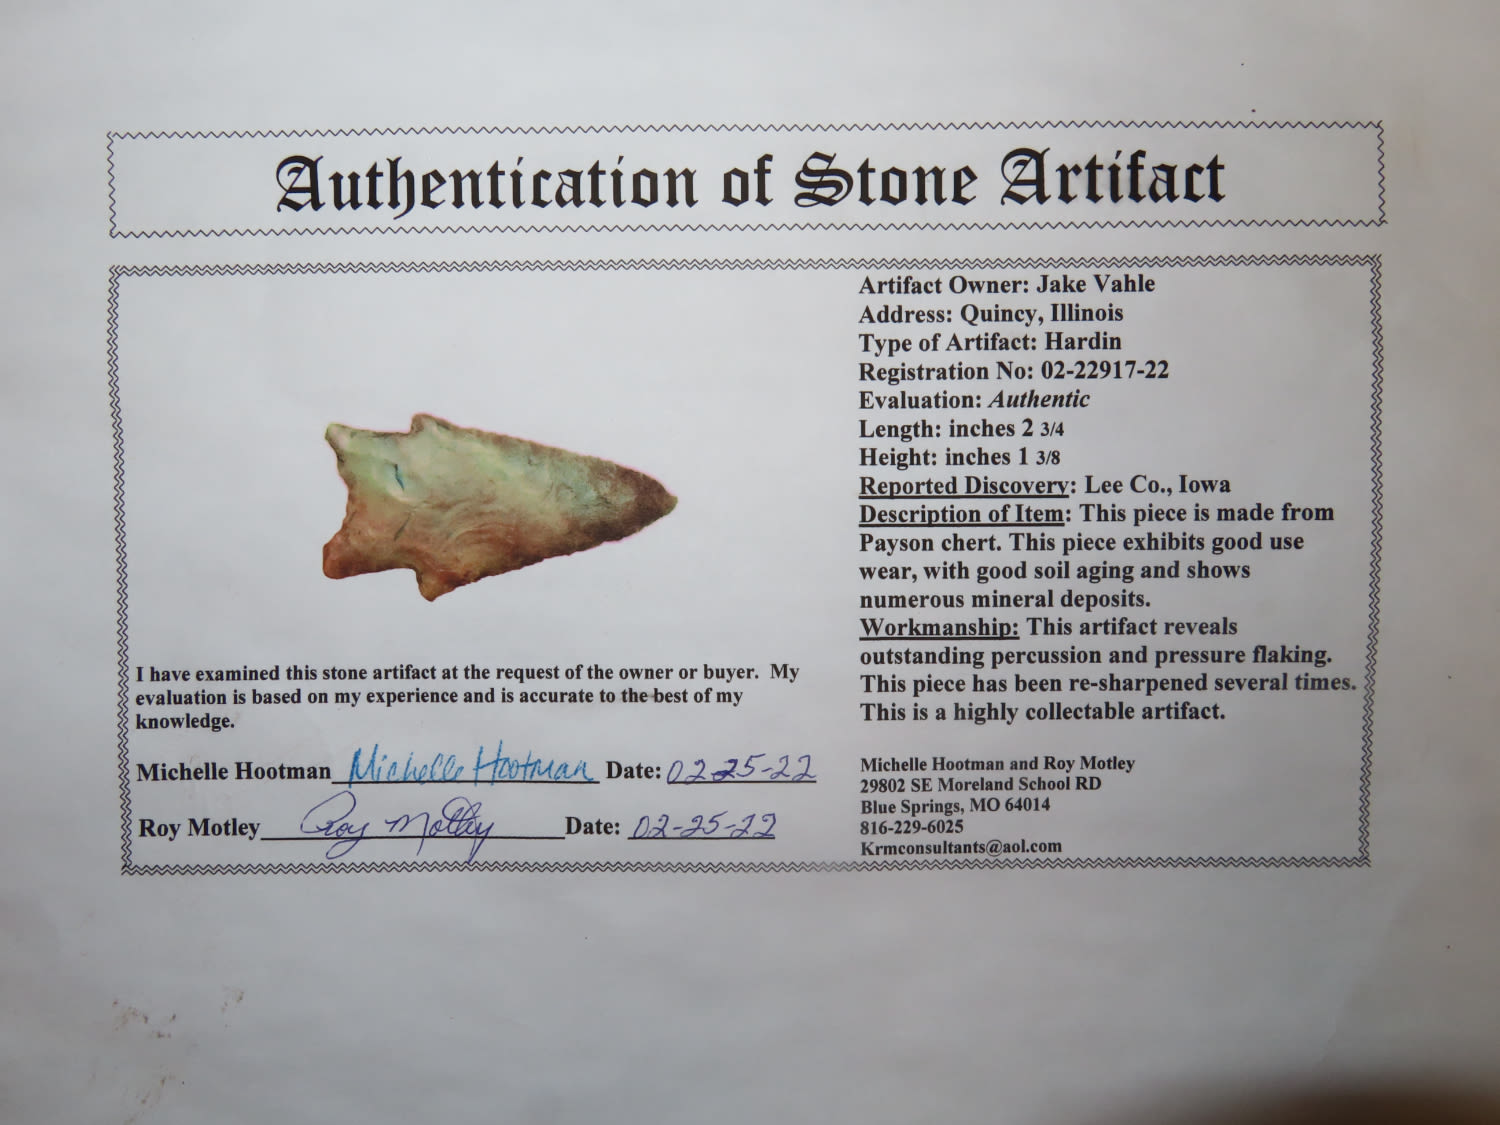 Authentication of Stone Artifact
Artifact Owner: Jake Vahle
Address: Quincy, Illinois
Type of Artifact: Hardin
Registration No: 02-22917-22
Evaluation: Authentic
Length: inches 2 3/4
Height: inches 1 3/8
Reported Discovery: Lee Co., Iowa
Description of Item: This piece is made from
Payson chert. This piece exhibits good use
wear, with good soil aging and shows
numerous mineral deposits.
Workmanship: This artifact reveals
outstanding percussion and pressure flaking.
This piece has been re-sharpened several times.
This is a highly collectable artifact.
I have examined this stone artifact at the request of the owner or buyer. My
evaluation is based on my experience and is accurate to the best of my
knowledge.
Michelle Hootman Michelle Hootman Date: 02-25-22
Roy Motley Roy Motley Date: 02-25-22
Michelle Hootman and Roy Motley
29802 SE Moreland School RD
Blue Springs, MO 64014
816-229-6025
Krmconsultants@aol.com